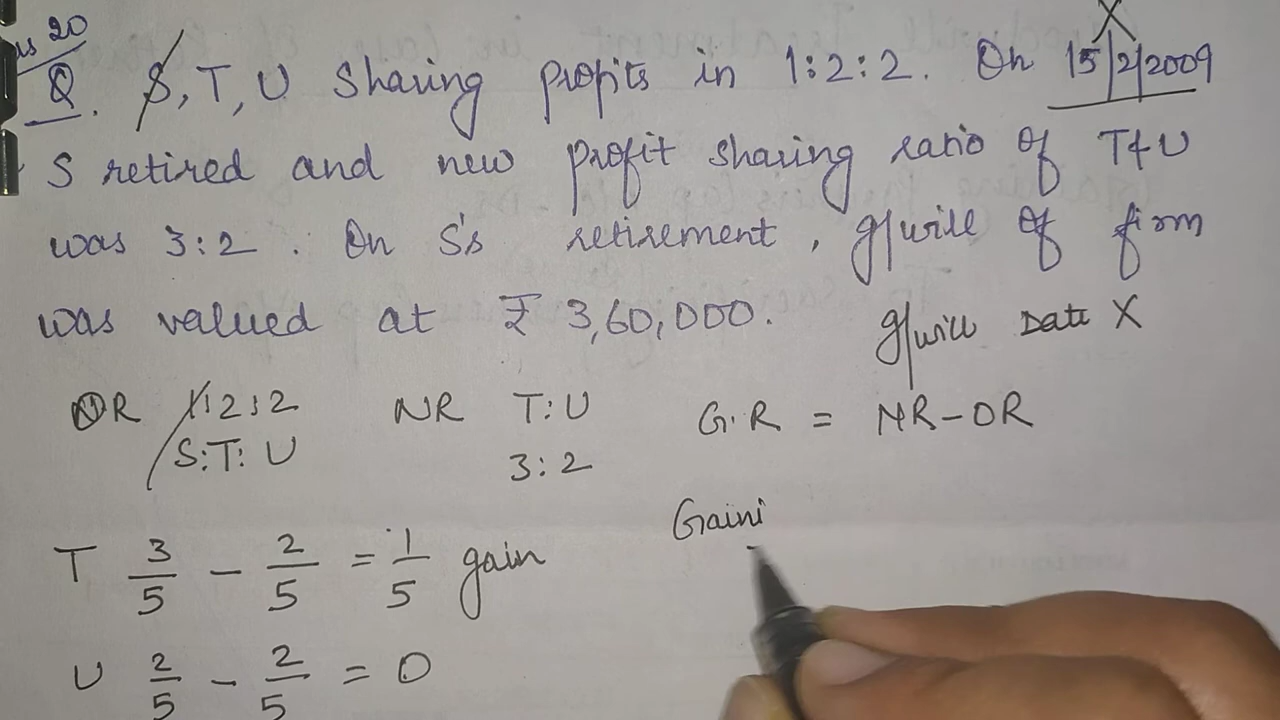 us 20
Q. S, T, U Sharing profits in 1:2:2. On 15/2/2009
S retired and new profit sharing ratio of T&U
was 3:2. On S's retirement, g/will of firm
was valued at ₹ 3,60,000. g/will Date X
OR 1:2:2 NR T:U G.R = NR-OR
S:T:U 3:2
Gaini
T 3/5 - 2/5 = 1/5 gain
U 2/5 - 2/5 = 0